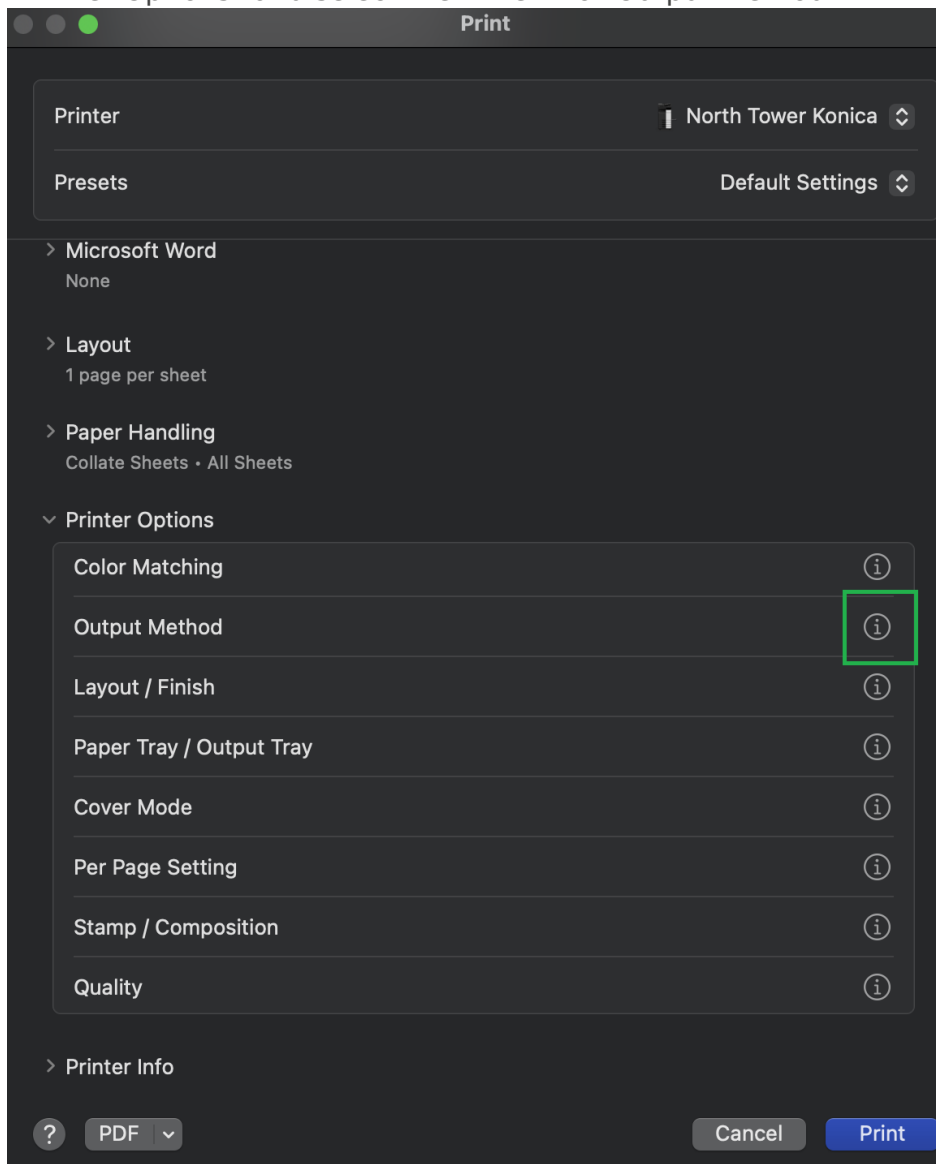 Print
Printer North Tower Konica
Presets Default Settings
Microsoft Word
None
Layout
1 page per sheet
Paper Handling
Collate Sheets • All Sheets
Printer Options
Color Matching
Output Method
Layout / Finish
Paper Tray / Output Tray
Cover Mode
Per Page Setting
Stamp / Composition
Quality
Printer Info
? PDF Cancel Print